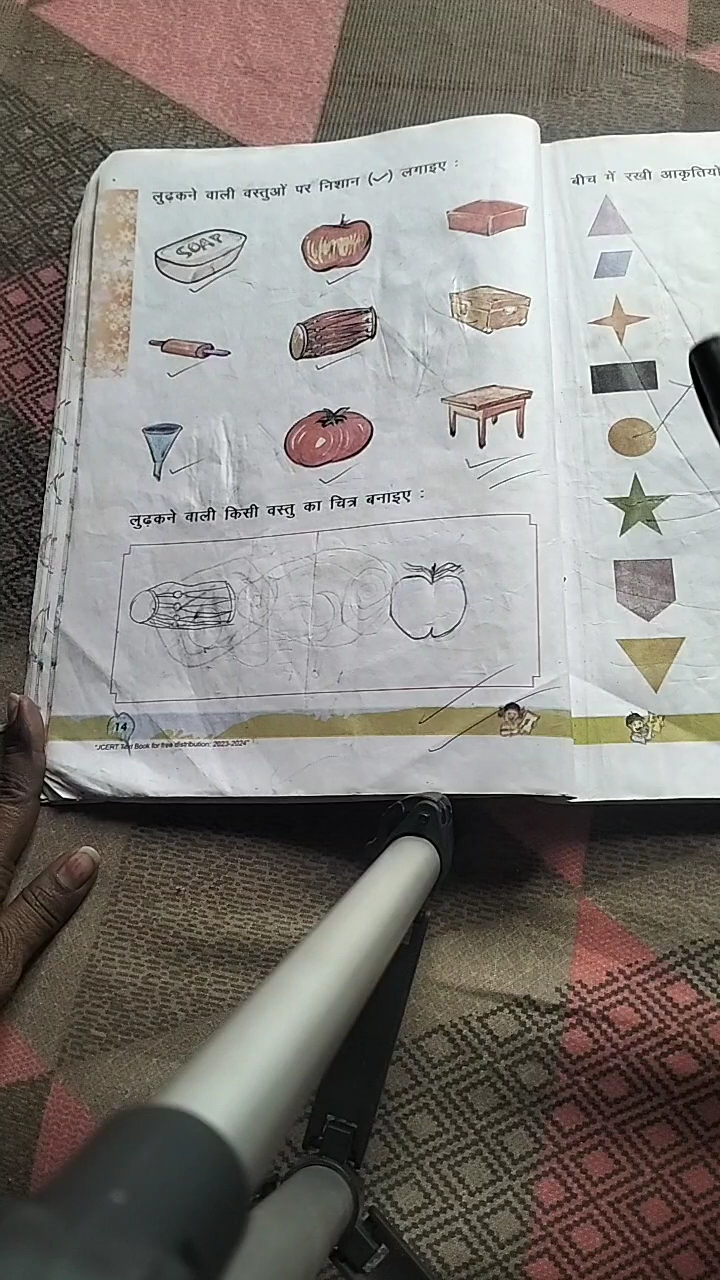 लुढ़कने वाली वस्तुओं पर निशान (✓) लगाइए :
SOAP
लुढ़कने वाली किसी वस्तु का चित्र बनाइए :
14
"JCERT Text Book for free distribution: 2023-2024"
बीच में रखी आकृतियो